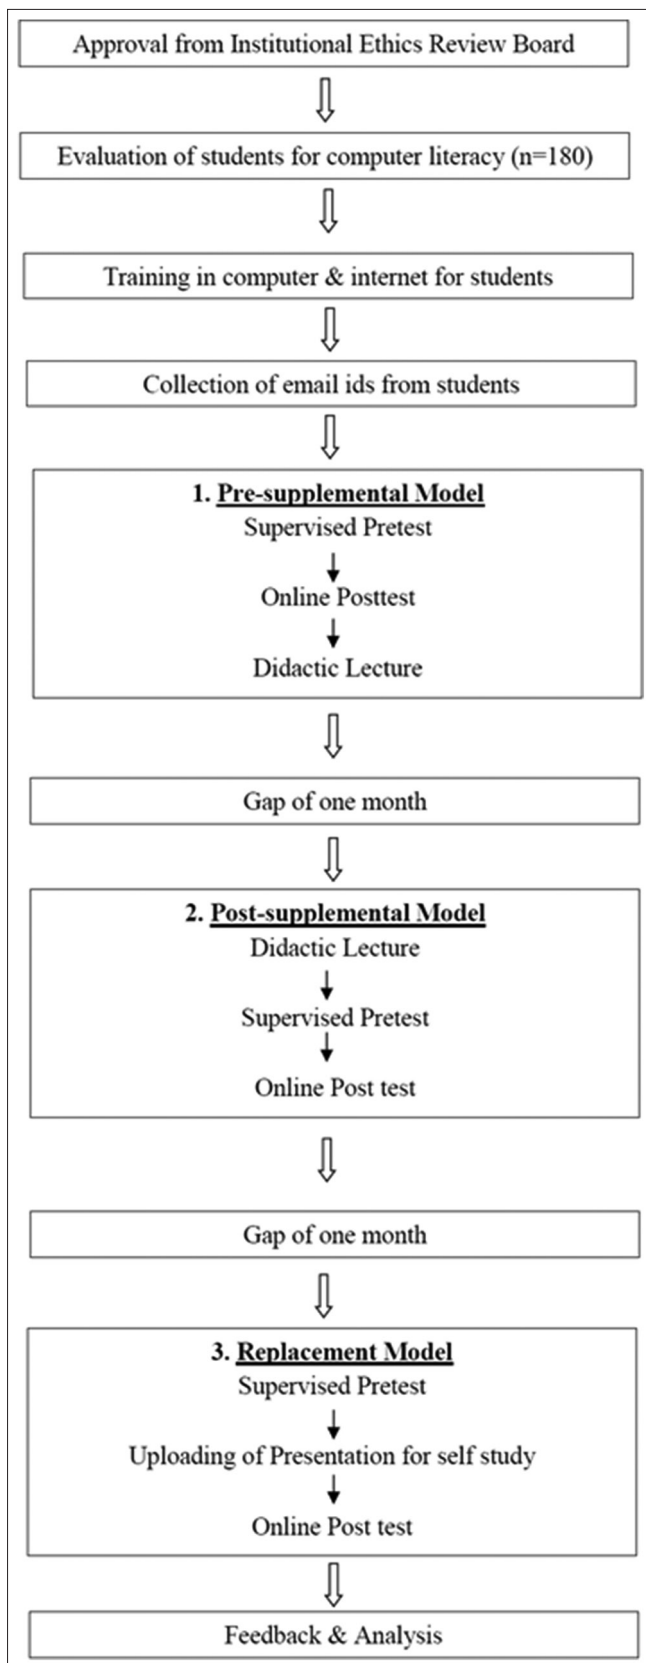 Approval from Institutional Ethics Review Board
Evaluation of students for computer literacy (n=180)
Training in computer & internet for students
Collection of email ids from students
1. Pre-supplemental Model
Supervised Pretest
Online Posttest
Didactic Lecture
Gap of one month
2. Post-supplemental Model
Didactic Lecture
Supervised Pretest
Online Post test
Gap of one month
3. Replacement Model
Supervised Pretest
Uploading of Presentation for self study
Online Post test
Feedback & Analysis